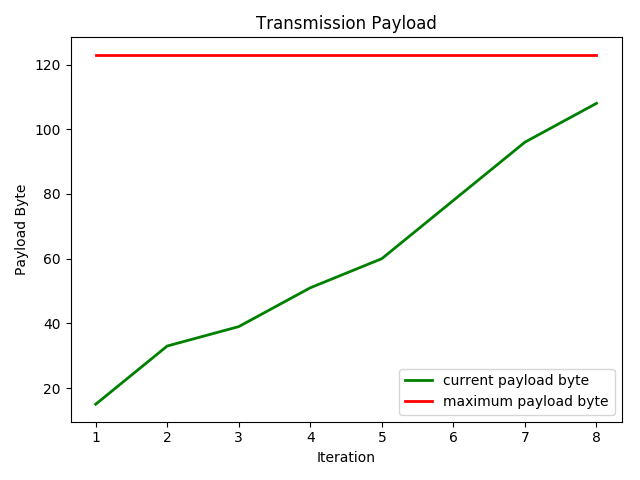 Transmission Payload
Payload Byte
120
100
80
60
40
20
1 2 3 4 5 6 7 8
Iteration
current payload byte
maximum payload byte